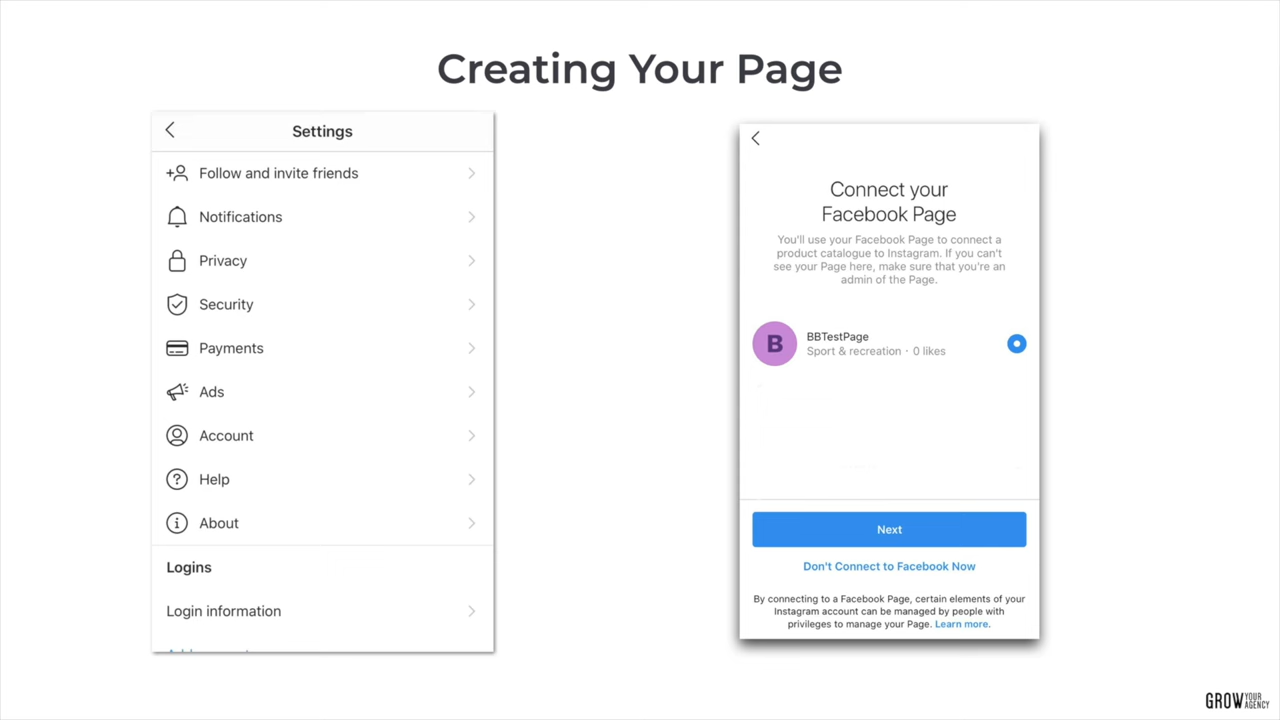 Creating Your Page
Settings
Follow and invite friends
Notifications
Privacy
Security
Payments
Ads
Account
Help
About
Logins
Login information
Connect your
Facebook Page
You'll use your Facebook Page to connect a
product catalogue to Instagram. If you can't
see your Page here, make sure that you're an
admin of the Page.
B
BBTestPage
Sport & recreation · 0 likes
Next
Don't Connect to Facebook Now
By connecting to a Facebook Page, certain elements of your
Instagram account can be managed by people with
privileges to manage your Page. Learn more.
GROW YOUR AGENCY